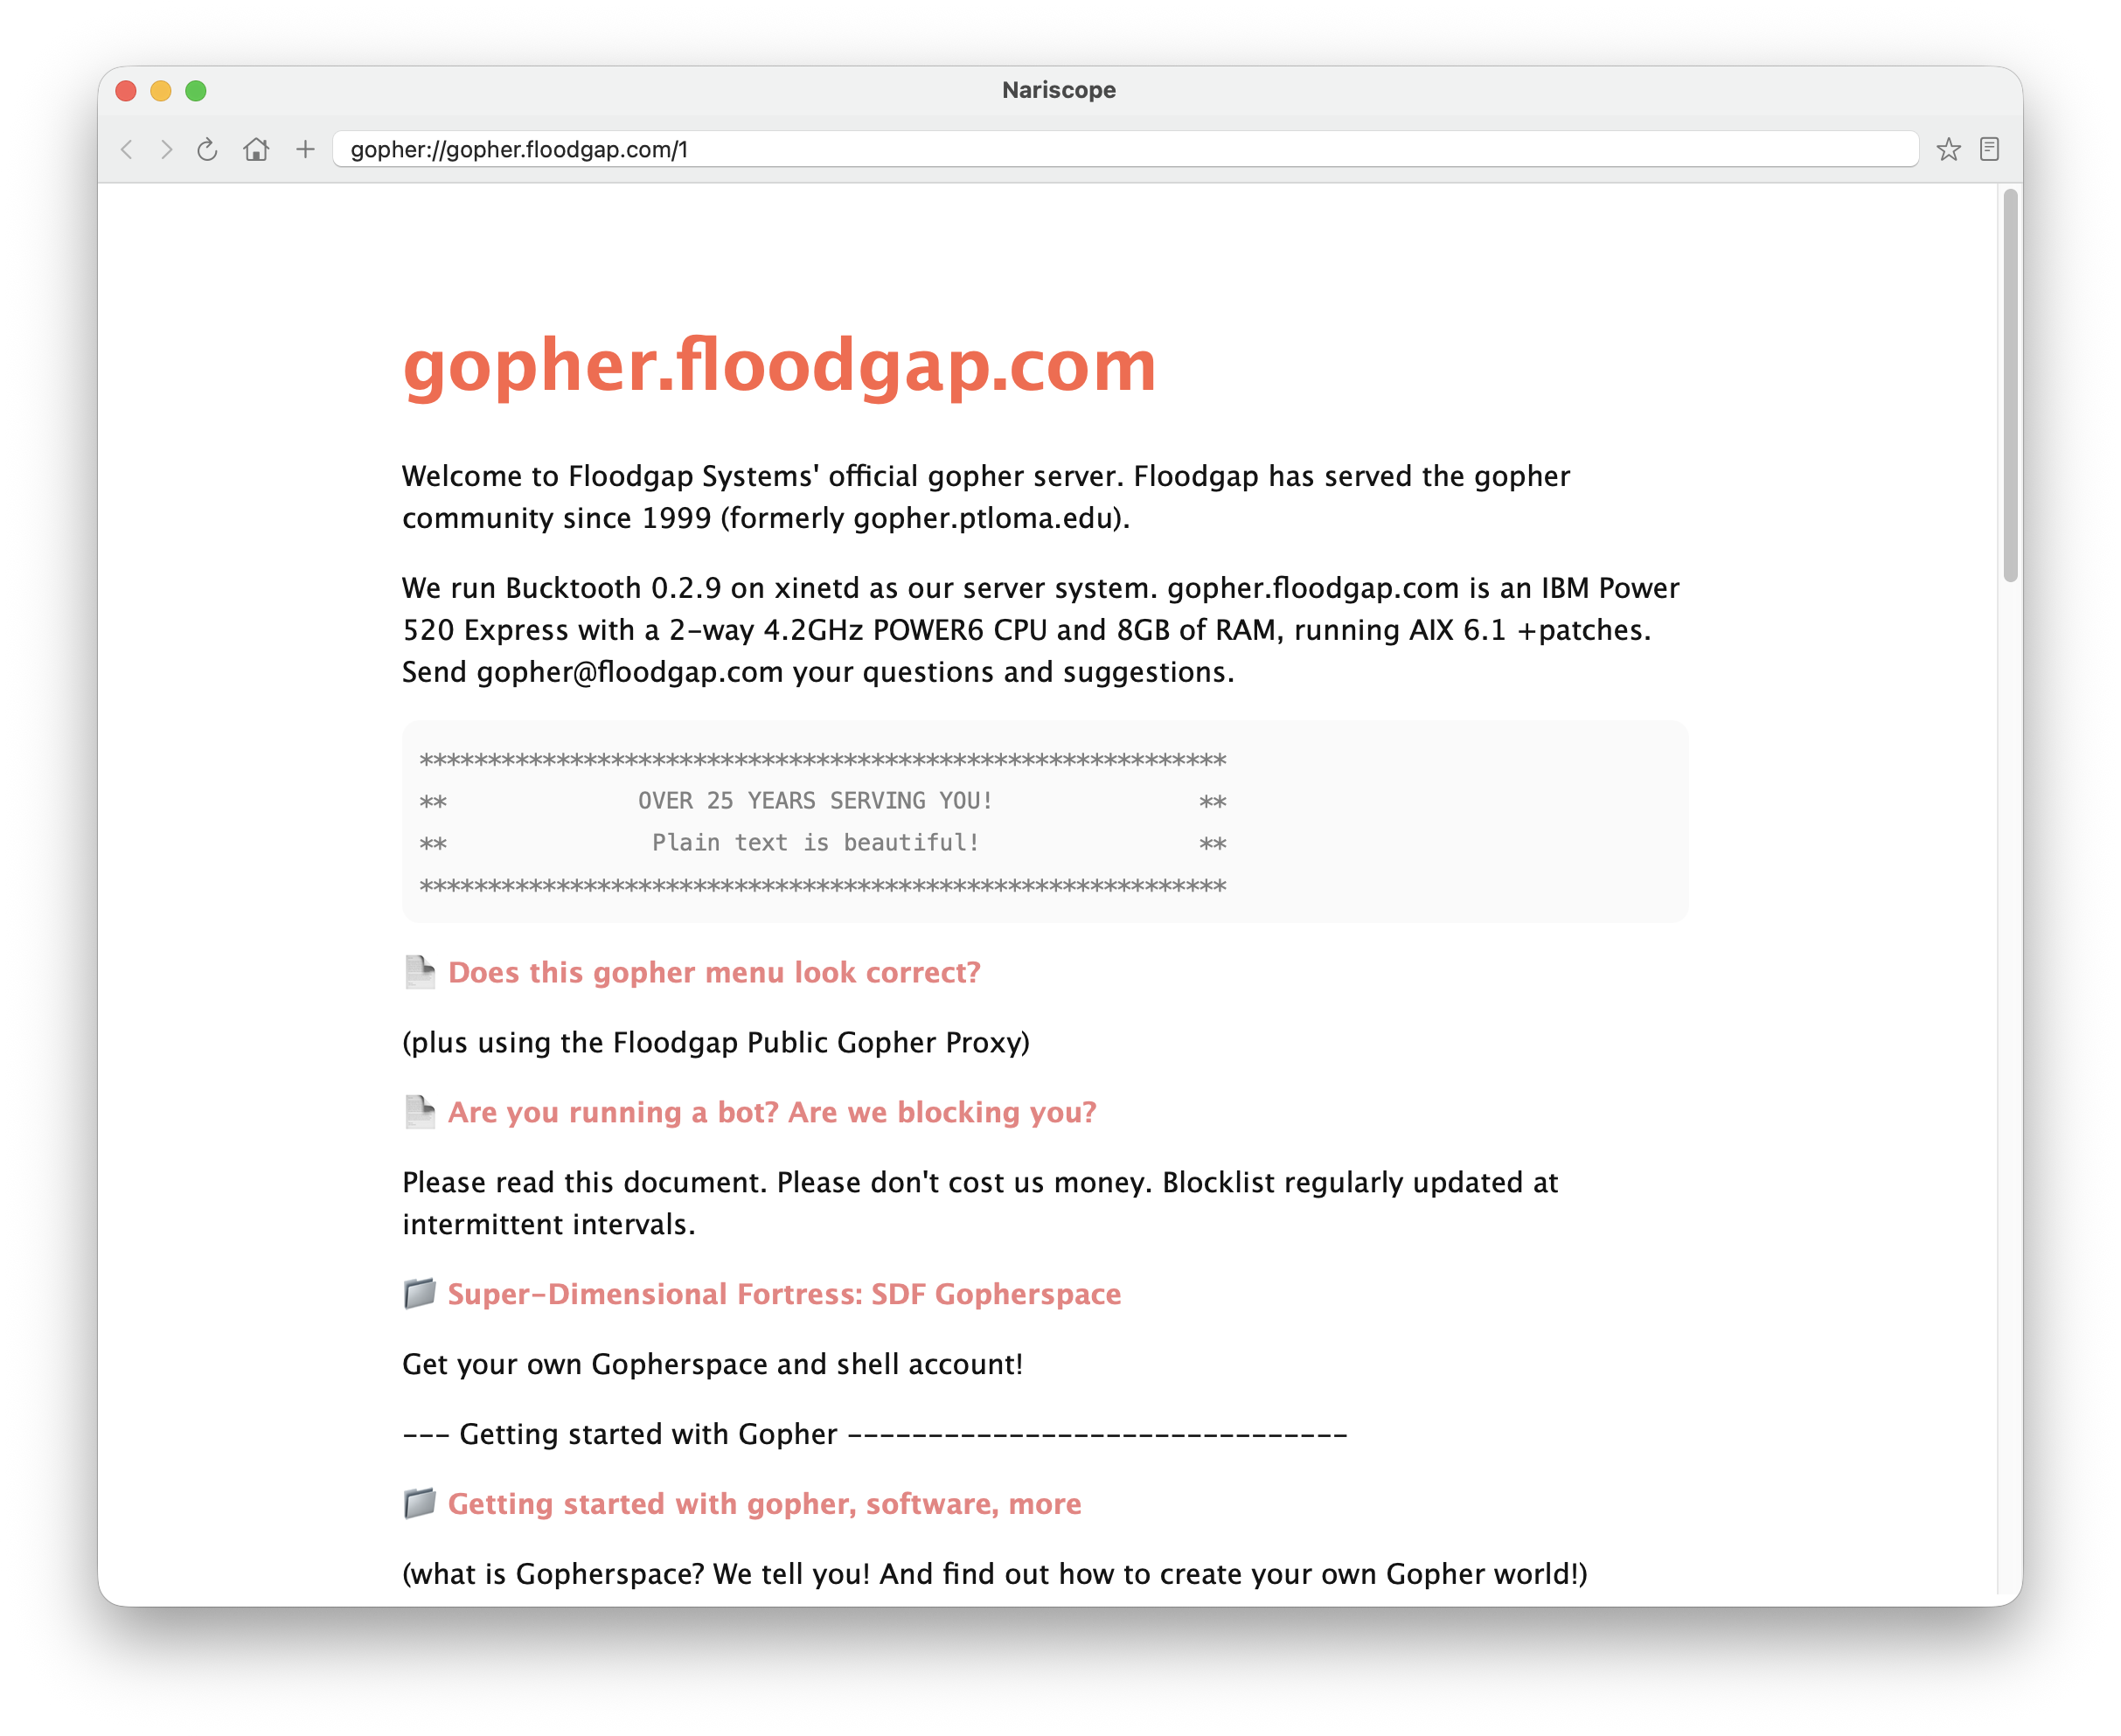 Nariscope
gopher://gopher.floodgap.com/1
gopher.floodgap.com
Welcome to Floodgap Systems' official gopher server. Floodgap has served the gopher
community since 1999 (formerly gopher.ptloma.edu).
We run Bucktooth 0.2.9 on xinetd as our server system. gopher.floodgap.com is an IBM Power
520 Express with a 2-way 4.2GHz POWER6 CPU and 8GB of RAM, running AIX 6.1 +patches.
Send gopher@floodgap.com your questions and suggestions.
***********************************************************
**              OVER 25 YEARS SERVING YOU!               **
**               Plain text is beautiful!                **
***********************************************************
Does this gopher menu look correct?
(plus using the Floodgap Public Gopher Proxy)
Are you running a bot? Are we blocking you?
Please read this document. Please don't cost us money. Blocklist regularly updated at
intermittent intervals.
Super-Dimensional Fortress: SDF Gopherspace
Get your own Gopherspace and shell account!
--- Getting started with Gopher -------------------------------
Getting started with gopher, software, more
(what is Gopherspace? We tell you! And find out how to create your own Gopher world!)